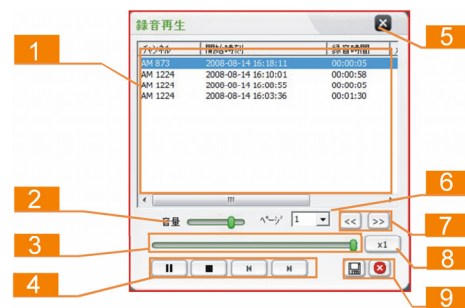 録音再生
5
1
チャンネル 開始時刻 録音時間
AM 873 2008-08-14 16:18:11 00:00:05
AM 1224 2008-08-14 16:10:01 00:00:58
AM 1224 2008-08-14 16:08:55 00:00:05
AM 1224 2008-08-14 16:03:36 00:01:30
6
2
音量 ページ 1 << >>
7
3
x1
8
4
9